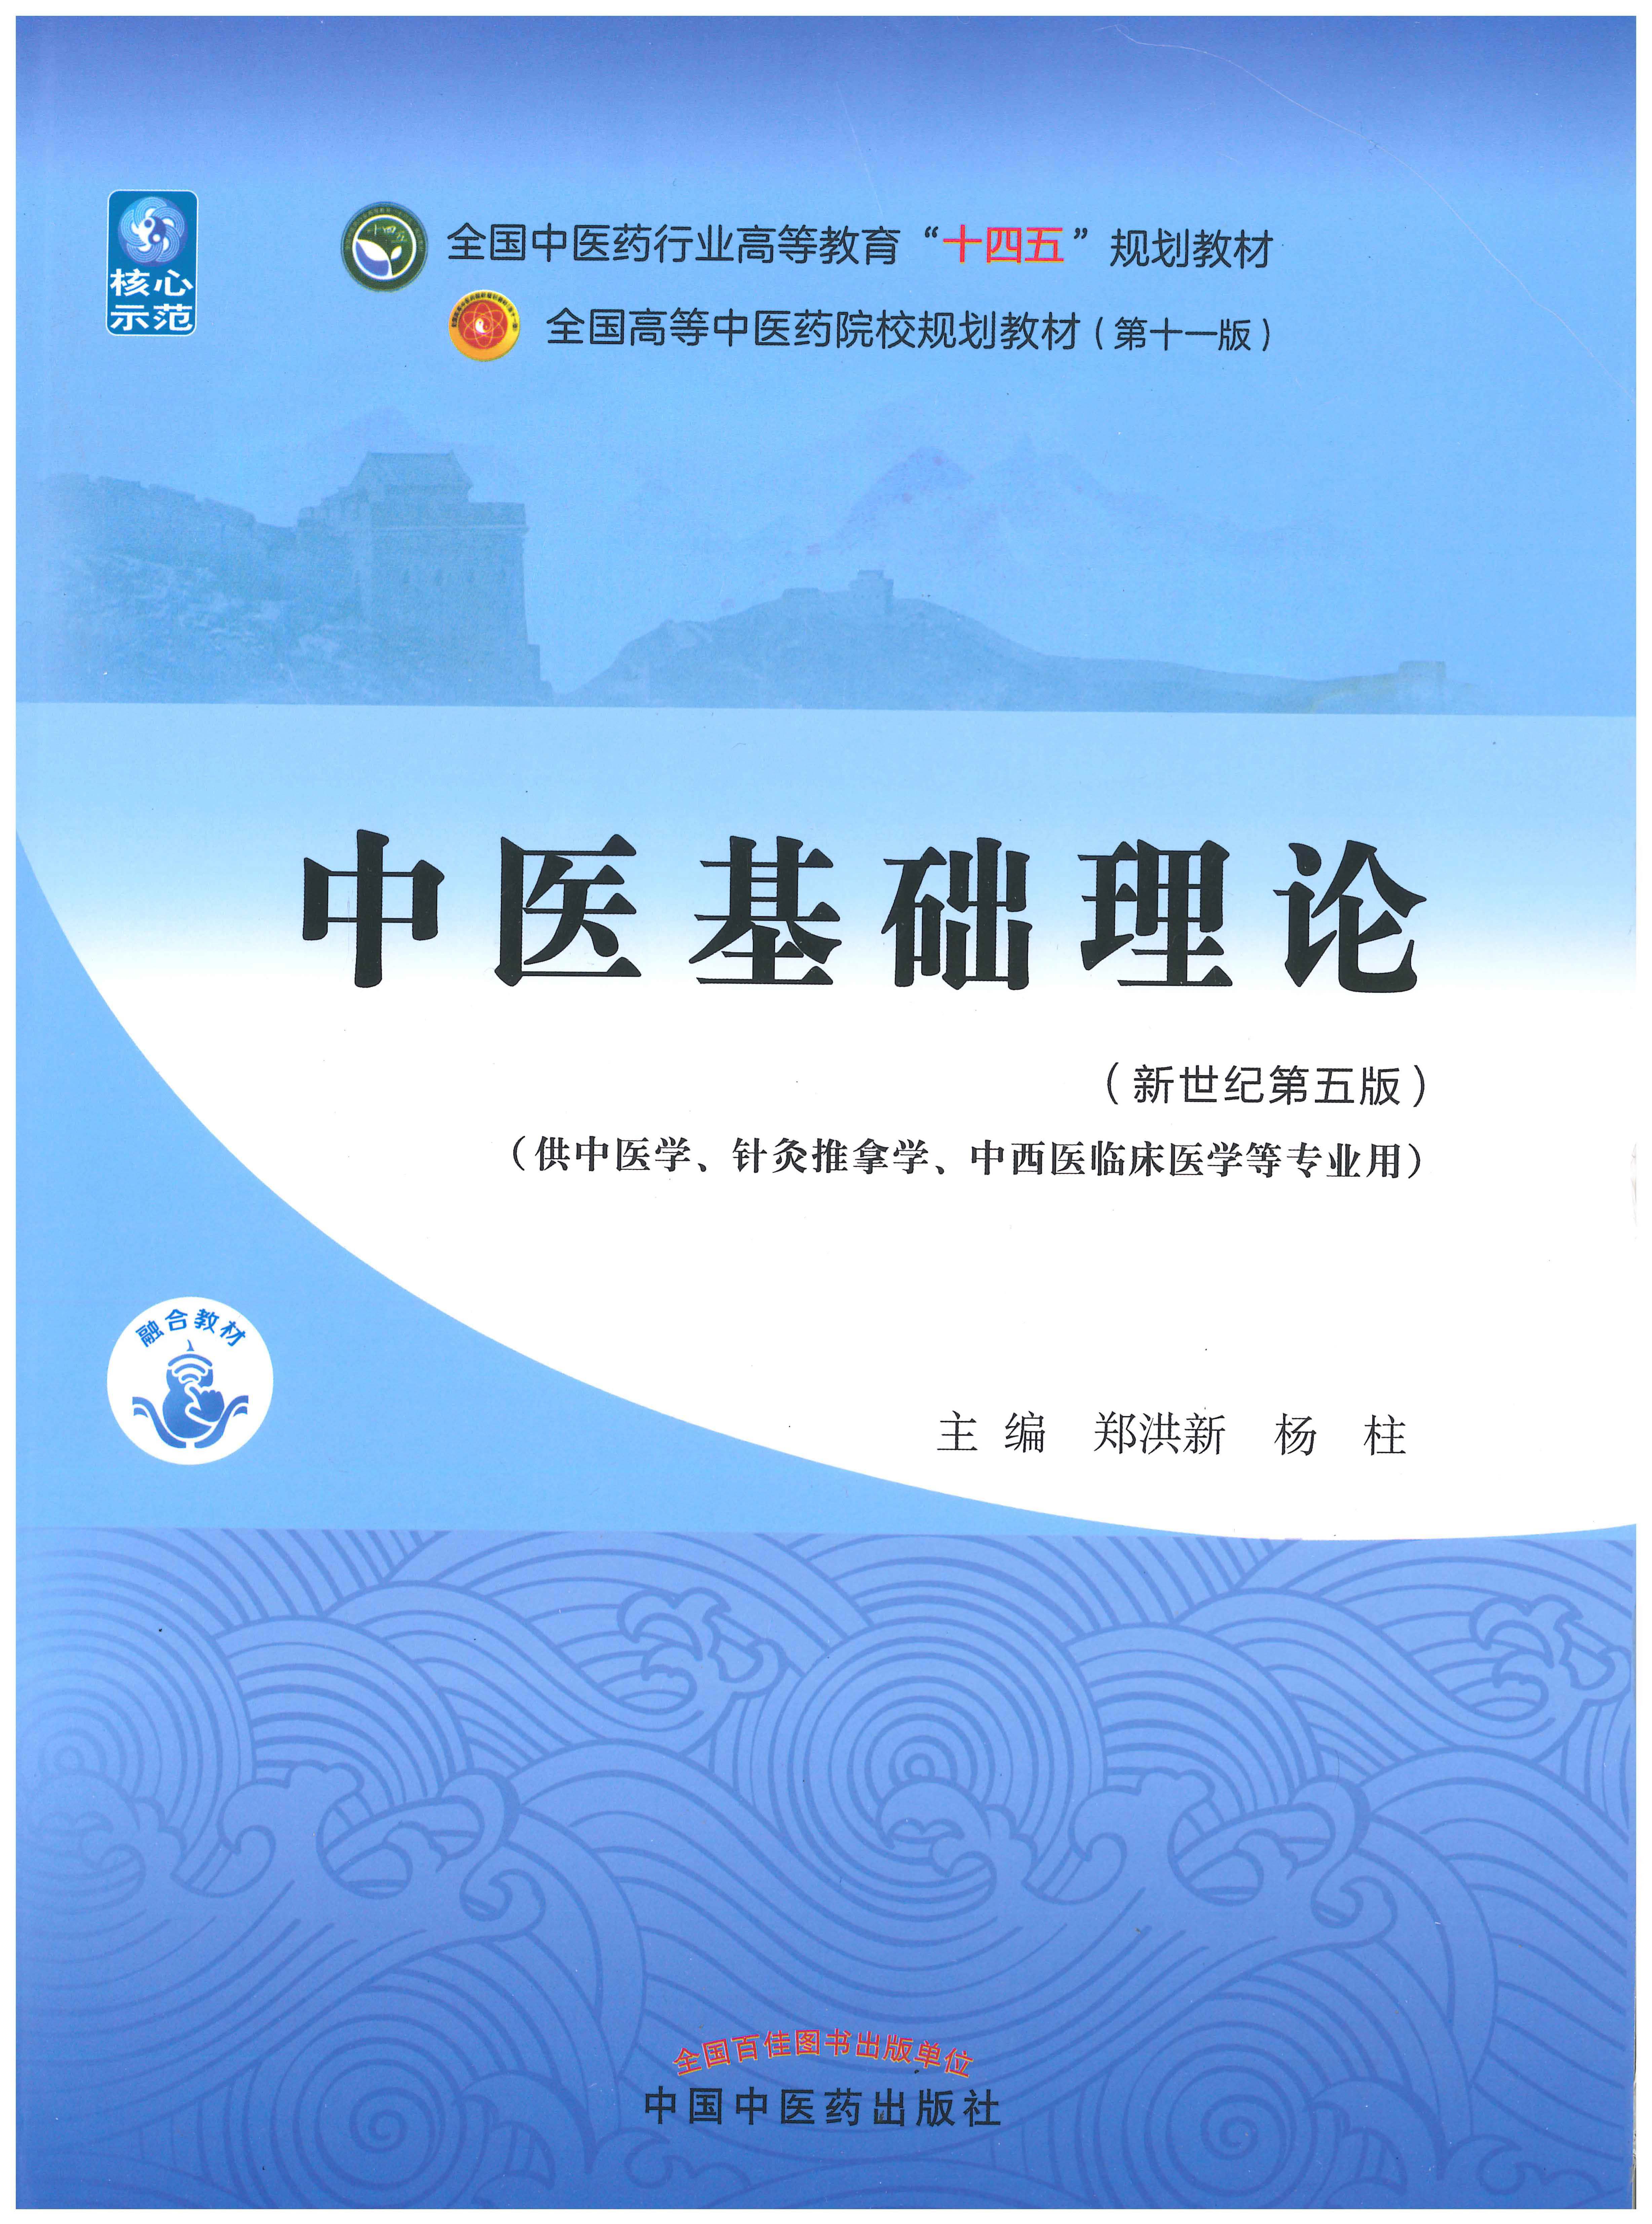 核心
示范
全国中医药行业高等教育“十四五”规划教材
全国高等中医药院校规划教材（第十一版）
中医基础理论
（新世纪第五版）
（供中医学、针灸推拿学、中西医临床医学等专业用）
融合教材
主 编 郑洪新 杨 柱
全国百佳图书出版单位
中国中医药出版社